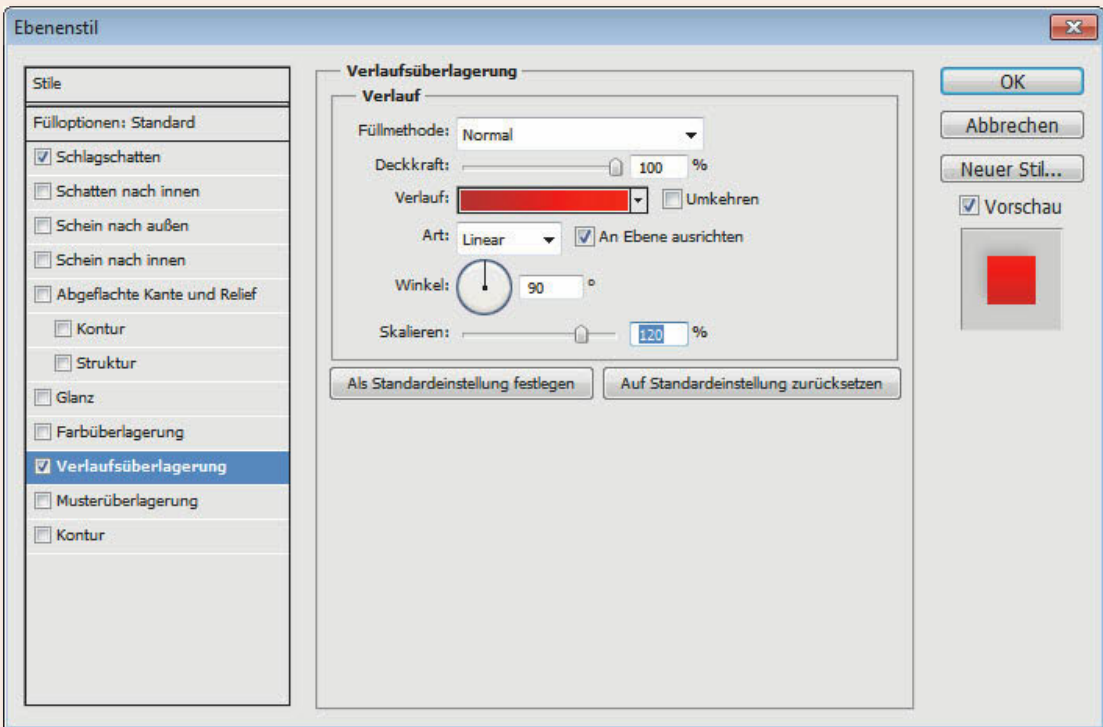 Ebenenstil
Stile
Fülloptionen: Standard
Schlagschatten
Schatten nach innen
Schein nach außen
Schein nach innen
Abgeflachte Kante und Relief
Kontur
Struktur
Glanz
Farbüberlagerung
Verlaufsüberlagerung
Musterüberlagerung
Kontur
Verlaufsüberlagerung
Verlauf
Füllmethode: Normal
Deckkraft: 100 %
Verlauf: Umkehren
Art: Linear An Ebene ausrichten
Winkel: 90 °
Skalieren: 120 %
Als Standardeinstellung festlegen Auf Standardeinstellung zurücksetzen
OK
Abbrechen
Neuer Stil...
Vorschau